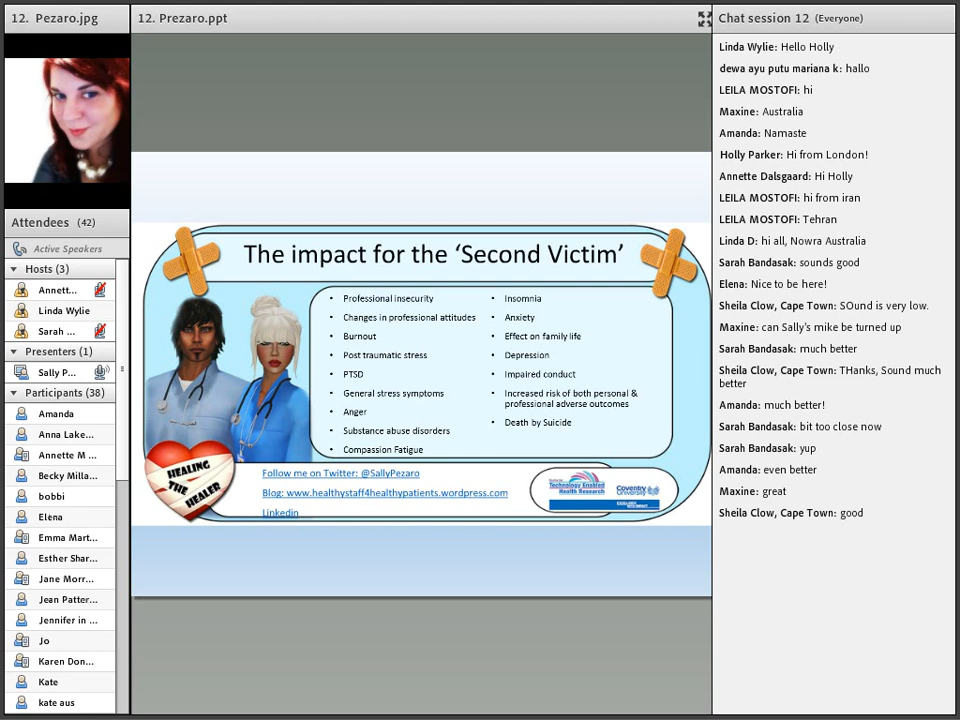 12.  Pezaro.jpg
12. Prezaro.ppt
Chat session 12 (Everyone)
Attendees (42)
Active Speakers
Hosts (3)
Annett...
Linda Wylie
Sarah ...
Presenters (1)
Sally P...
Participants (38)
Amanda
Anna Lake...
Annette M ...
Becky Milla...
bobbi
Elena
Emma Mart...
Esther Shar...
Jane Morr...
Jean Patter...
Jennifer in ...
Jo
Karen Don...
Kate
kate aus
The impact for the ‘Second Victim’
• Professional insecurity
• Changes in professional attitudes
• Burnout
• Post traumatic stress
• PTSD
• General stress symptoms
• Anger
• Substance abuse disorders
• Compassion Fatigue
• Insomnia
• Anxiety
• Effect on family life
• Depression
• Impaired conduct
• Increased risk of both personal &
professional adverse outcomes
• Death by Suicide
HEALING
THE
HEALER
Follow me on Twitter: @SallyPezaro
Blog: www.healthystaff4healthypatients.wordpress.com
Linkedin
Technology Enabled
Health Research
Coventry
University
Linda Wylie: Hello Holly
dewa ayu putu mariana k: hallo
LEILA MOSTOFI: hi
Maxine: Australia
Amanda: Namaste
Holly Parker: Hi from London!
Annette Dalsgaard: Hi Holly
LEILA MOSTOFI: hi from iran
LEILA MOSTOFI: Tehran
Linda D: hi all, Nowra Australia
Sarah Bandasak: sounds good
Elena: Nice to be here!
Sheila Clow, Cape Town: SOund is very low.
Maxine: can Sally's mike be turned up
Sarah Bandasak: much better
Sheila Clow, Cape Town: THanks, Sound much
better
Amanda: much better!
Sarah Bandasak: bit too close now
Sarah Bandasak: yup
Amanda: even better
Maxine: great
Sheila Clow, Cape Town: good